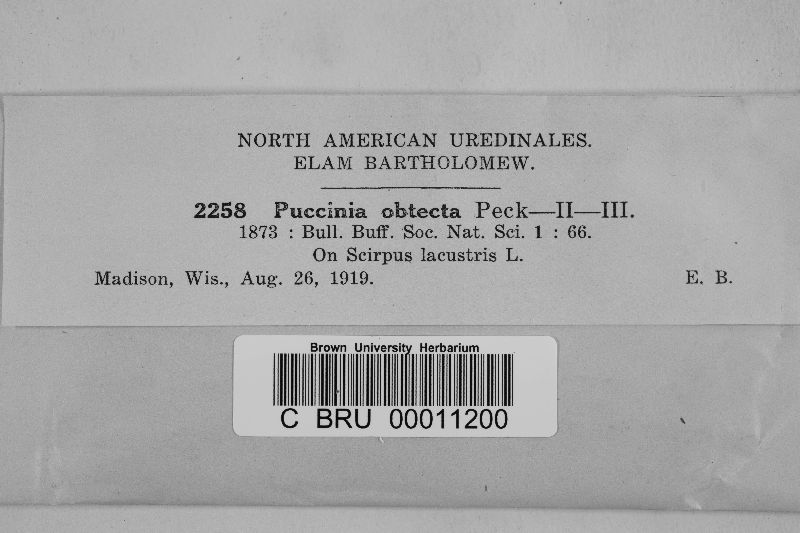 NORTH AMERICAN UREDINALES.
ELAM BARTHOLOMEW.
2258 Puccinia obtecta Peck—II—III.
1873 : Bull. Buff. Soc. Nat. Sci. 1 : 66.
On Scirpus lacustris L.
Madison, Wis., Aug. 26, 1919. E. B.
Brown University Herbarium
C BRU 00011200